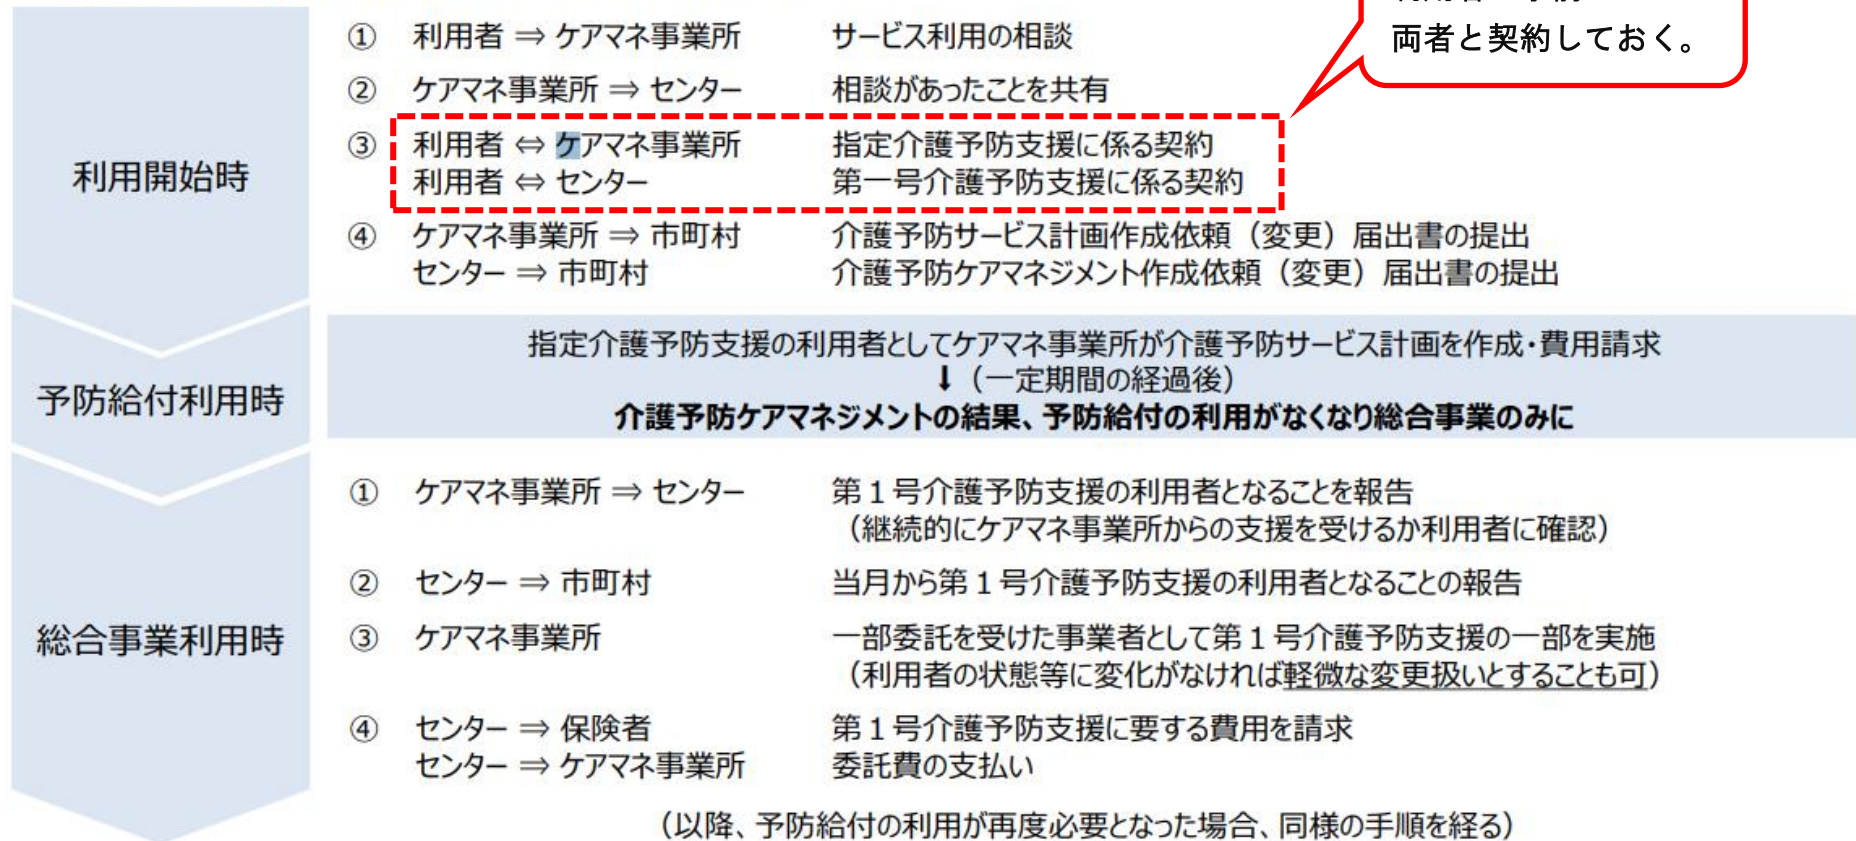 両者と契約しておく。
利用開始時
① 利用者 ⇒ ケアマネ事業所 サービス利用の相談
② ケアマネ事業所 ⇒ センター 相談があったことを共有
③ 利用者 ⇔ ケアマネ事業所 指定介護予防支援に係る契約
利用者 ⇔ センター 第一号介護予防支援に係る契約
④ ケアマネ事業所 ⇒ 市町村 介護予防サービス計画作成依頼（変更）届出書の提出
センター ⇒ 市町村 介護予防ケアマネジメント作成依頼（変更）届出書の提出
予防給付利用時
指定介護予防支援の利用者としてケアマネ事業所が介護予防サービス計画を作成・費用請求
⬇（一定期間の経過後）
介護予防ケアマネジメントの結果、予防給付の利用がなくなり総合事業のみに
総合事業利用時
① ケアマネ事業所 ⇒ センター 第１号介護予防支援の利用者となることを報告
（継続的にケアマネ事業所からの支援を受けるか利用者に確認）
② センター ⇒ 市町村 当月から第１号介護予防支援の利用者となることの報告
③ ケアマネ事業所 一部委託を受けた事業者として第１号介護予防支援の一部を実施
（利用者の状態等に変化がなければ軽微な変更扱いとすることも可）
④ センター ⇒ 保険者 第１号介護予防支援に要する費用を請求
センター ⇒ ケアマネ事業所 委託費の支払い
（以降、予防給付の利用が再度必要となった場合、同様の手順を経る）